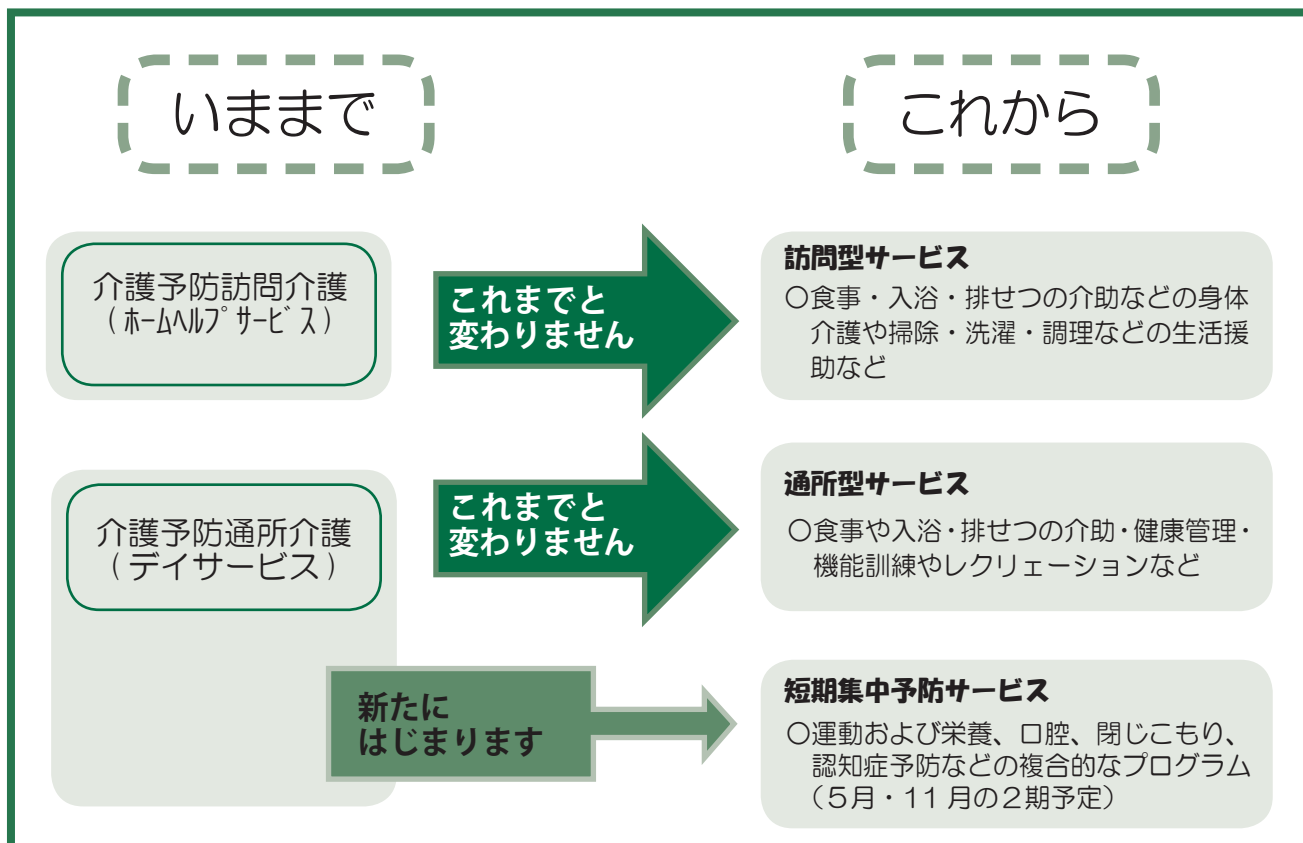 いままで
これから
介護予防訪問介護
（ﾎｰﾑﾍﾙﾌﾟｻｰﾋﾞｽ）
これまでと
変わりません
訪問型サービス
○食事・入浴・排せつの介助などの身体
介護や掃除・洗濯・調理などの生活援
助など
介護予防通所介護
（デイサービス）
これまでと
変わりません
通所型サービス
○食事や入浴・排せつの介助・健康管理・
機能訓練やレクリェーションなど
新たに
はじまります
短期集中予防サービス
○運動および栄養、口腔、閉じこもり、
認知症予防などの複合的なプログラム
（５月・11 月の２期予定）